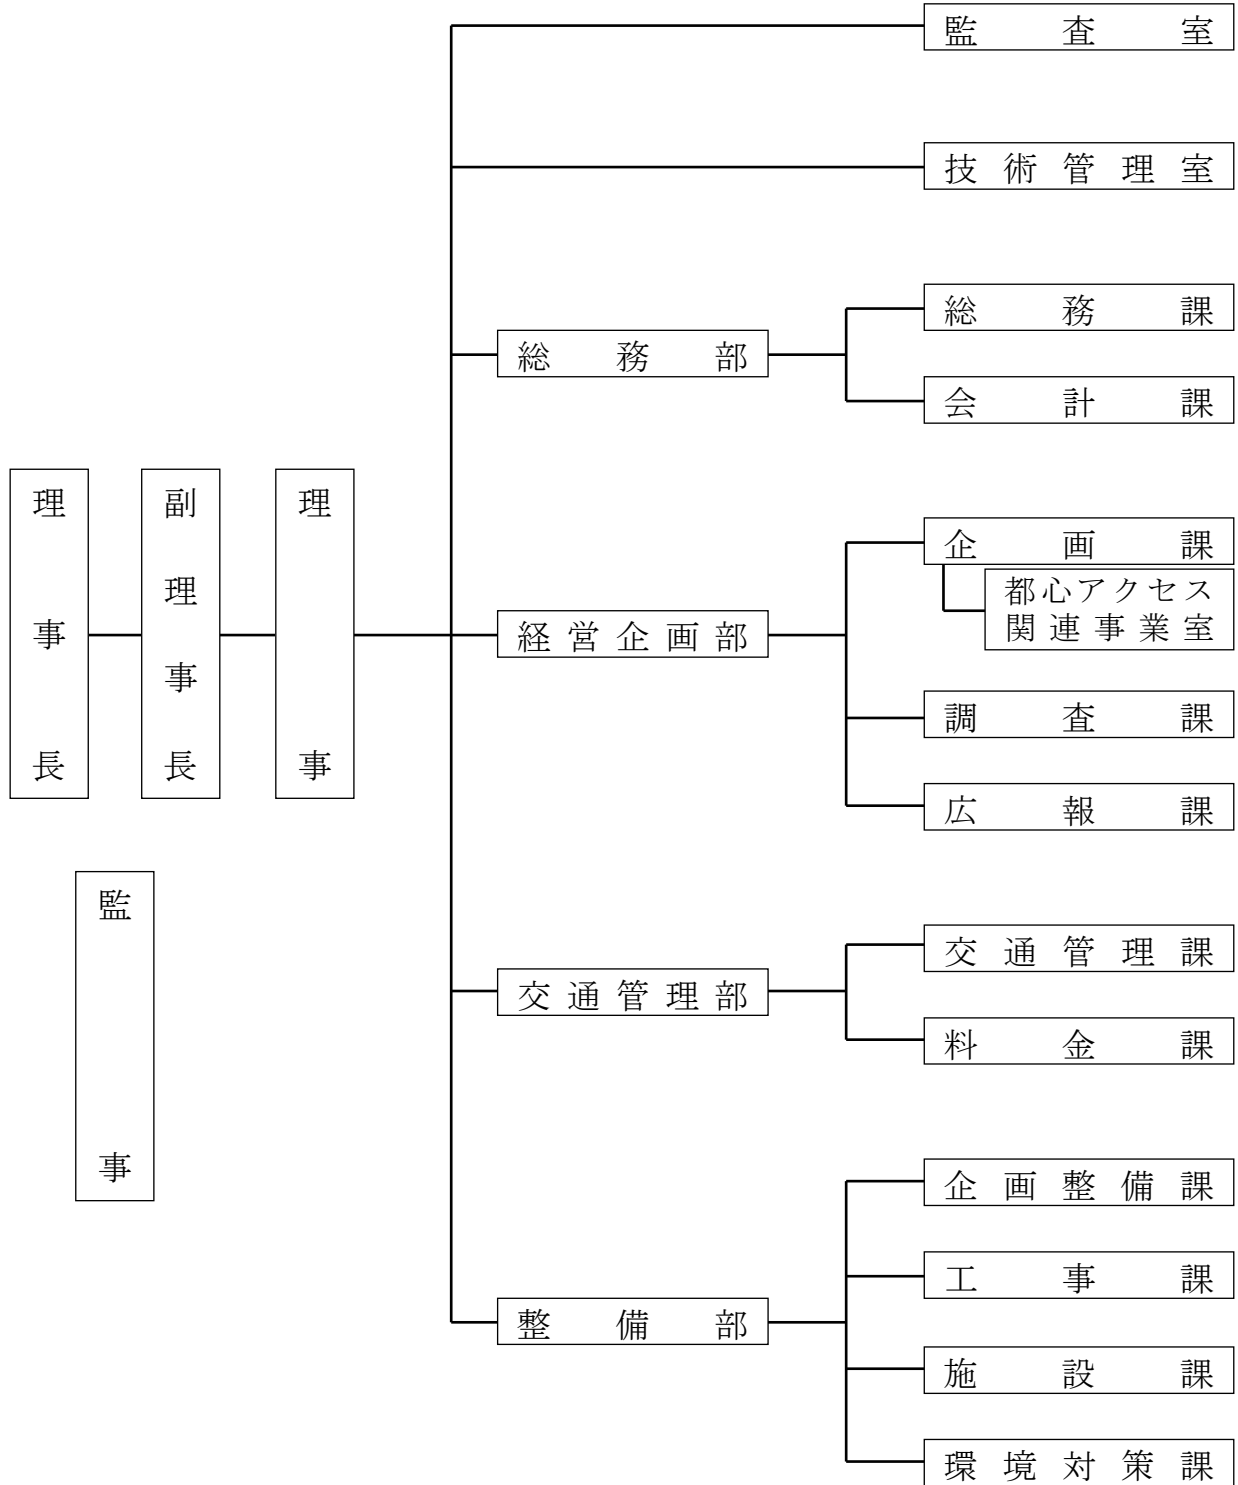 監査室
技術管理室
総務部
総務課
会計課
理事長
副理事長
理事
経営企画部
企画課
都心アクセス
関連事業室
調査課
広報課
監事
交通管理部
交通管理課
料金課
整備部
企画整備課
工事課
施設課
環境対策課